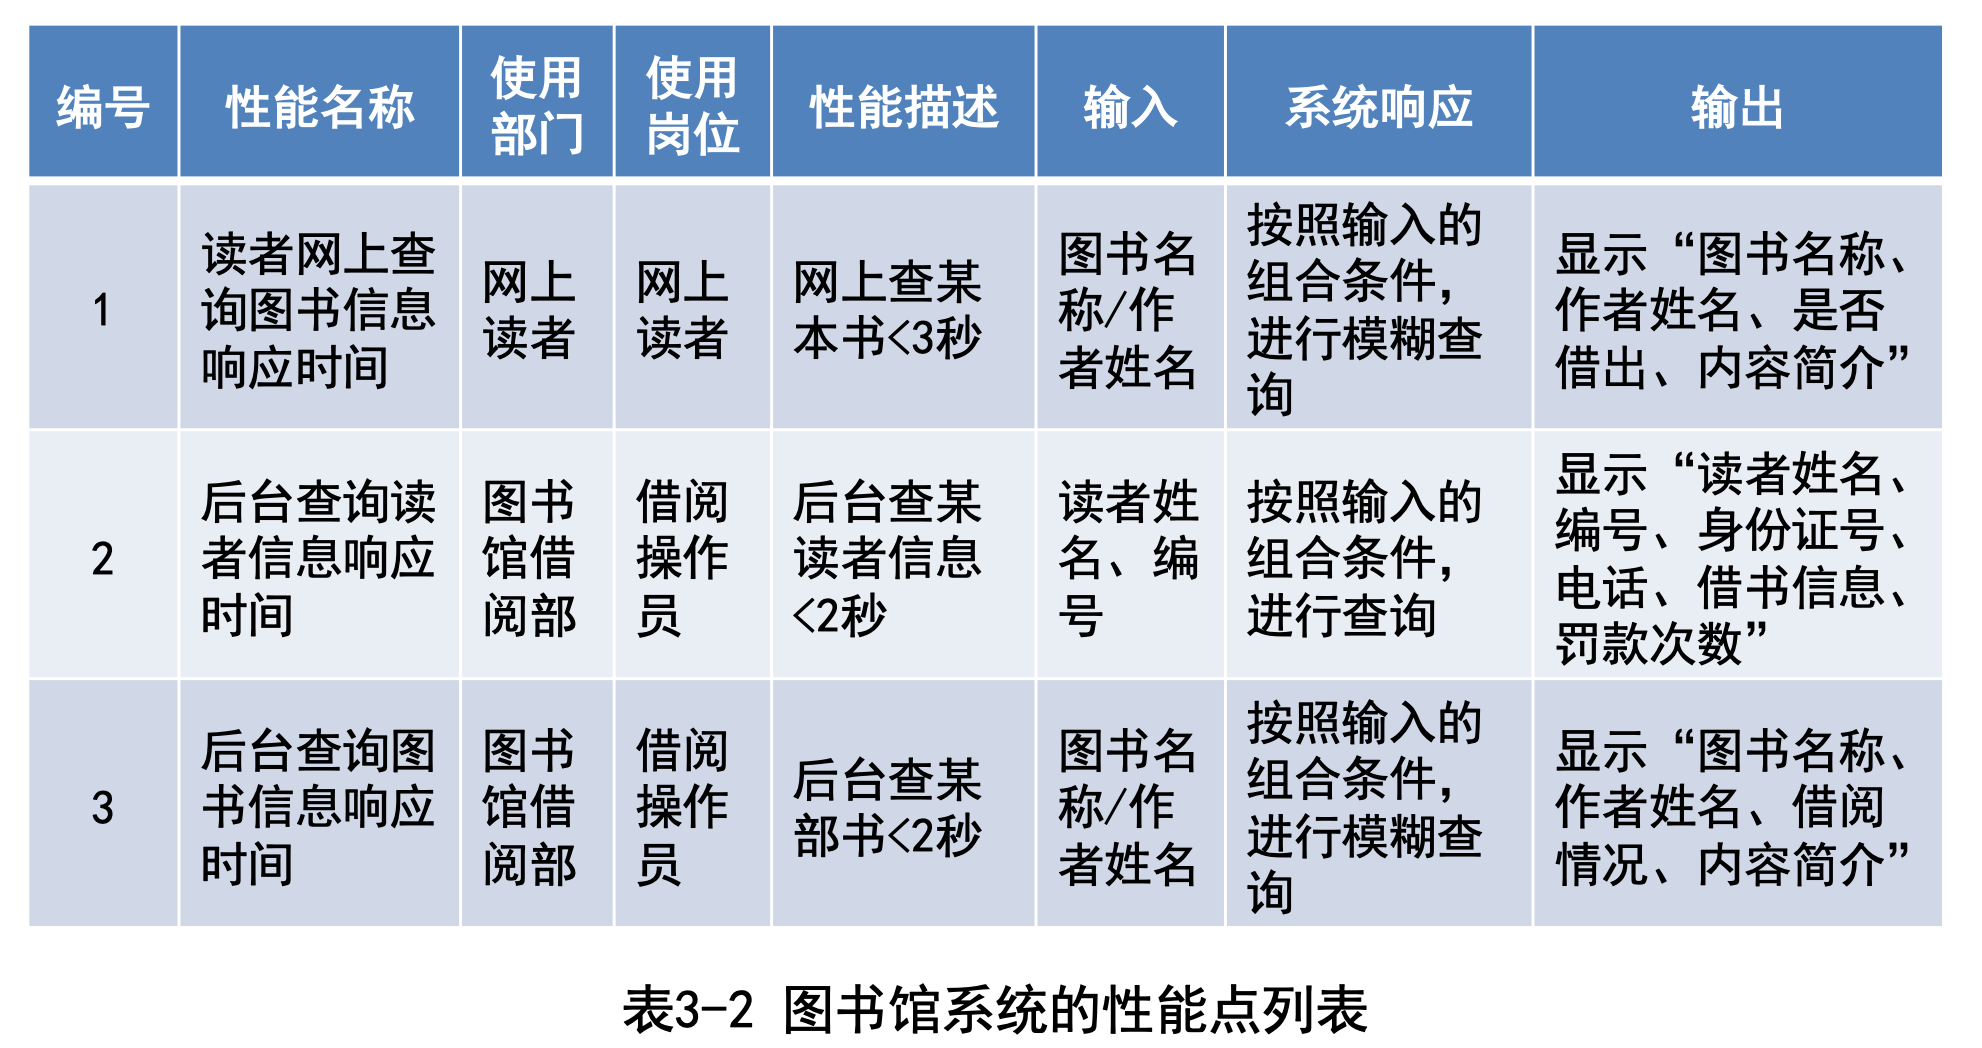 编号
性能名称
使用
部门
使用
岗位
性能描述
输入
系统响应
输出
1
读者网上查
询图书信息
响应时间
网上
读者
网上
读者
网上查某
本书<3秒
图书名
称/作
者姓名
按照输入的
组合条件，
进行模糊查
询
显示“图书名称、
作者姓名、是否
借出、内容简介”
2
后台查询读
者信息响应
时间
图书
馆借
阅部
借阅
操作
员
后台查某
读者信息
<2秒
读者姓
名、编
号
按照输入的
组合条件，
进行查询
显示“读者姓名、
编号、身份证号、
电话、借书信息、
罚款次数”
3
后台查询图
书信息响应
时间
图书
馆借
阅部
借阅
操作
员
后台查某
部书<2秒
图书名
称/作
者姓名
按照输入的
组合条件，
进行模糊查
询
显示“图书名称、
作者姓名、借阅
情况、内容简介”
表3-2 图书馆系统的性能点列表